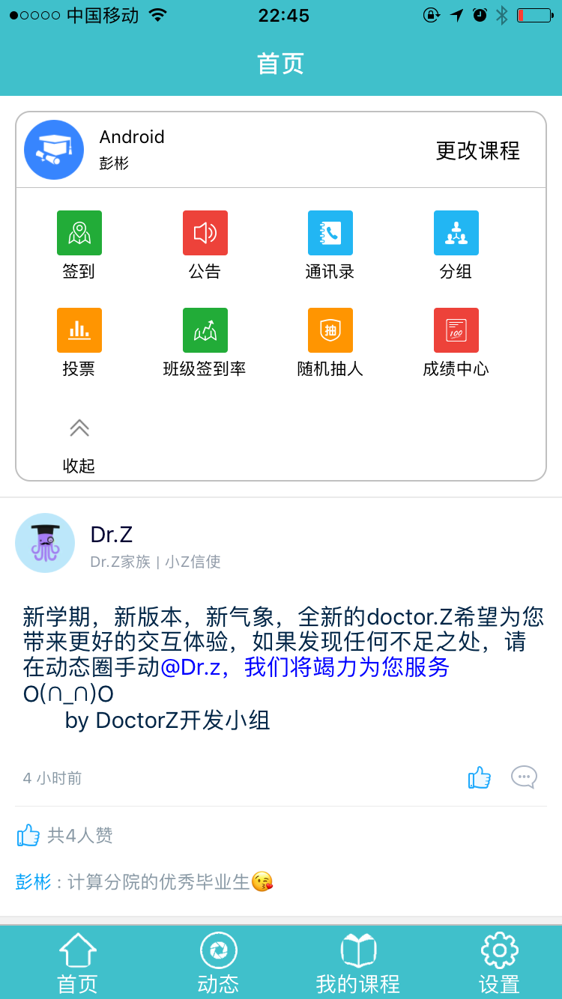 中国移动 22:45
首页
Android
彭彬
更改课程
签到 公告 通讯录 分组
抽 100
投票 班级签到率 随机抽人 成绩中心
收起
Dr.Z
Dr.Z家族 | 小Z信使
新学期，新版本，新气象，全新的doctor.Z希望为您
带来更好的交互体验，如果发现任何不足之处，请
在动态圈手动@Dr.z，我们将竭力为您服务
O(∩_∩)O
by DoctorZ开发小组
4 小时前
共4人赞
彭彬 : 计算分院的优秀毕业生😘
首页 动态 我的课程 设置